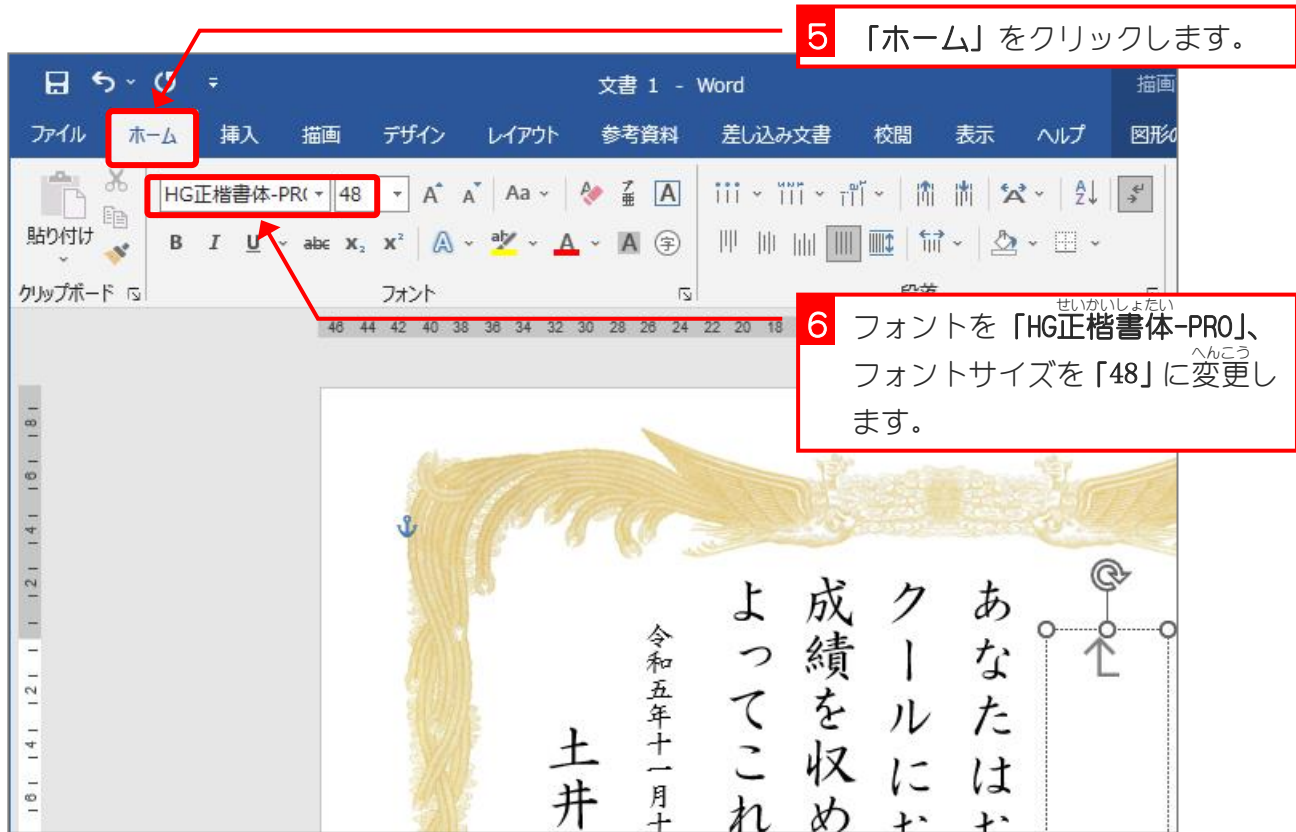 5 「ホーム」をクリックします。
文書 1 - Word
描画
ファイル ホーム 挿入 描画 デザイン レイアウト 参考資料 差し込み文書 校閲 表示 ヘルプ 図形の
HG正楷書体-PRO 48
貼り付け
クリップボード フォント 段落
46 44 42 40 38 36 34 32 30 28 26 24 22 20 18
6 フォントを「HG正楷書体-PRO」、
せいかいしょたい
フォントサイズを「48」に変更し
へんこう
ます。
あなたはお
クールにお
成績を収め
よってこれ
令和五年十一月十
土井